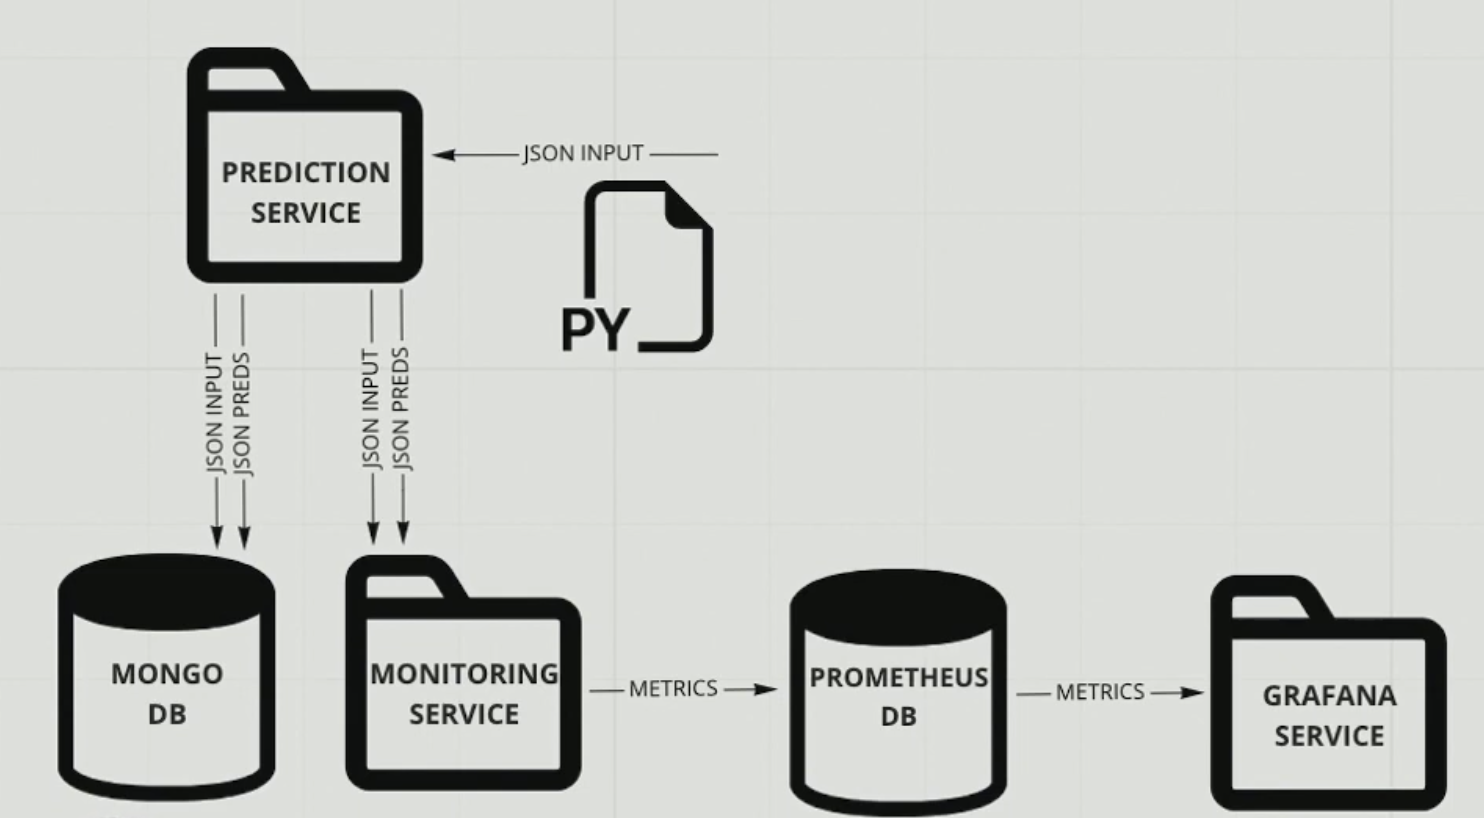 PREDICTION
SERVICE
JSON INPUT
PY
JSON INPUT
JSON PREDS
JSON INPUT
JSON PREDS
MONGO
DB
MONITORING
SERVICE
METRICS
PROMETHEUS
DB
METRICS
GRAFANA
SERVICE